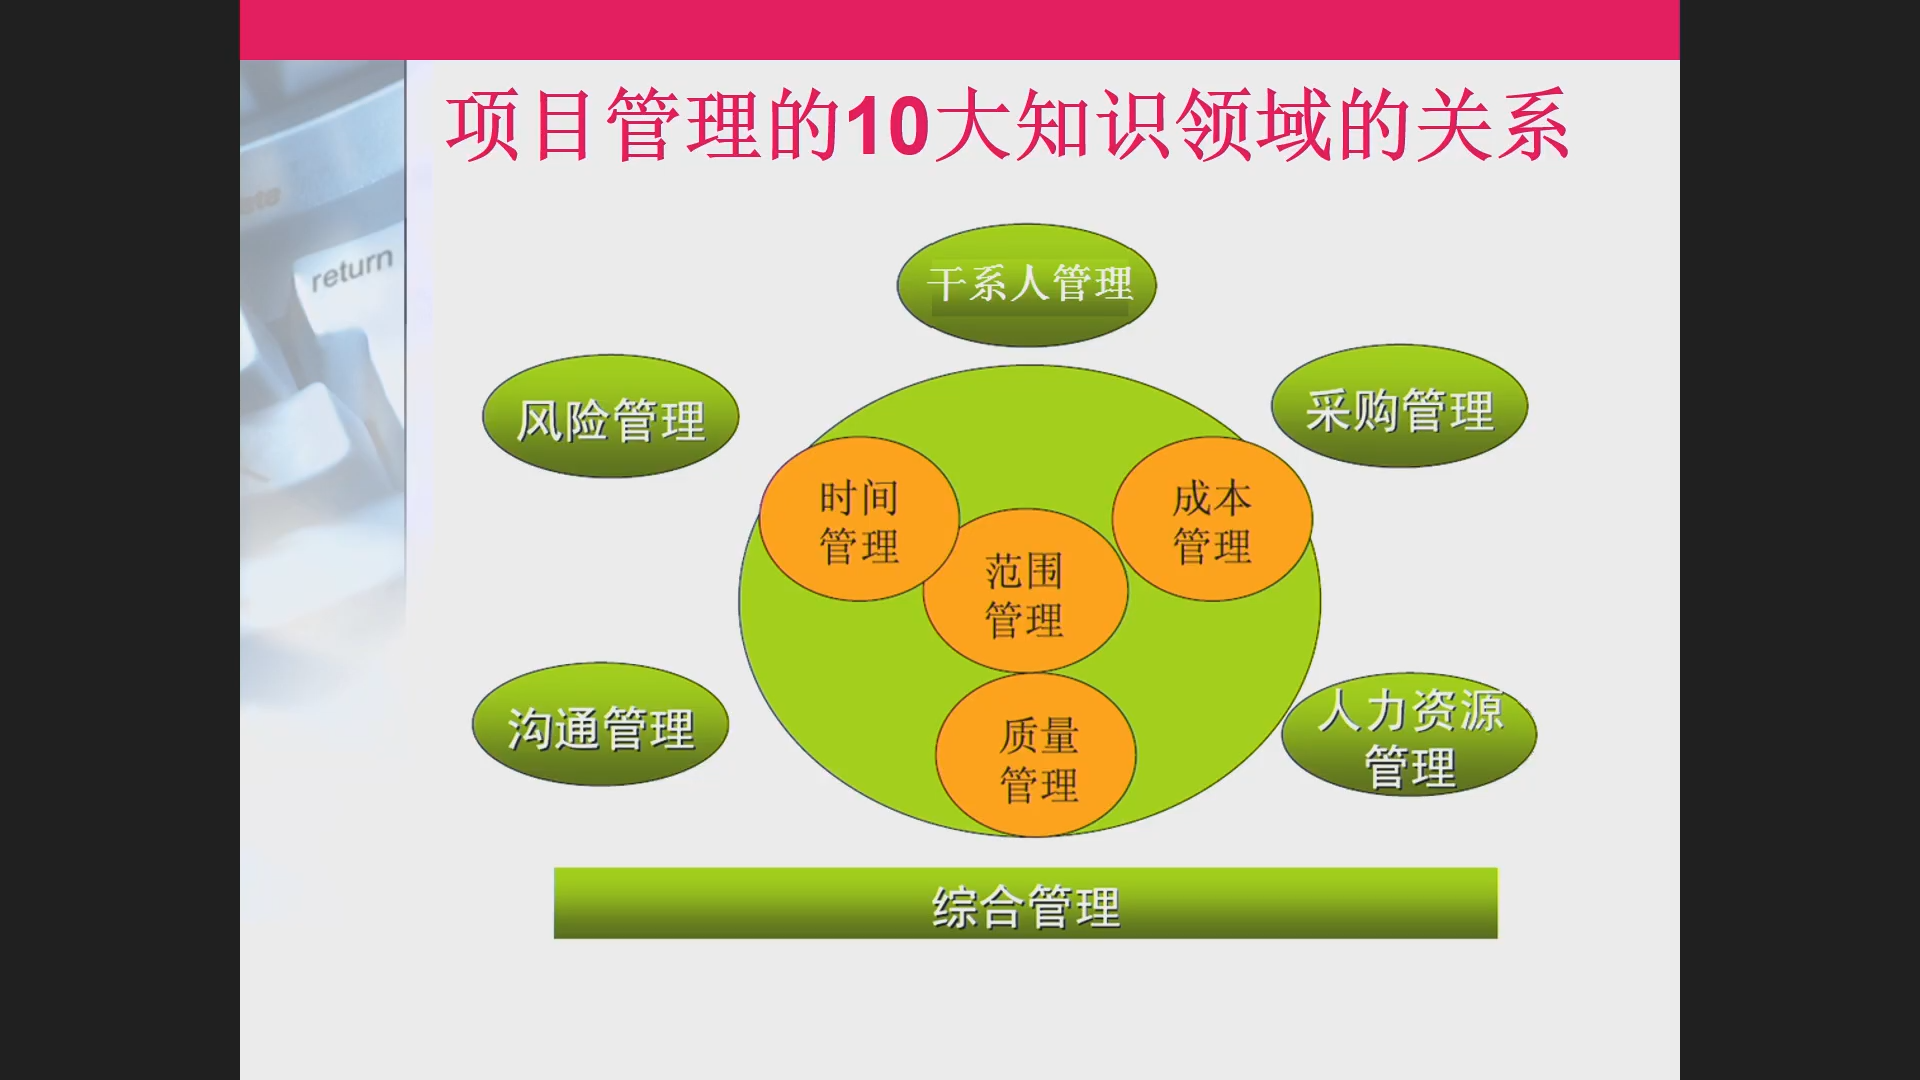 项目管理的10大知识领域的关系
return
干系人管理
风险管理
采购管理
时间
管理
成本
管理
范围
管理
沟通管理
人力资源
管理
质量
管理
综合管理